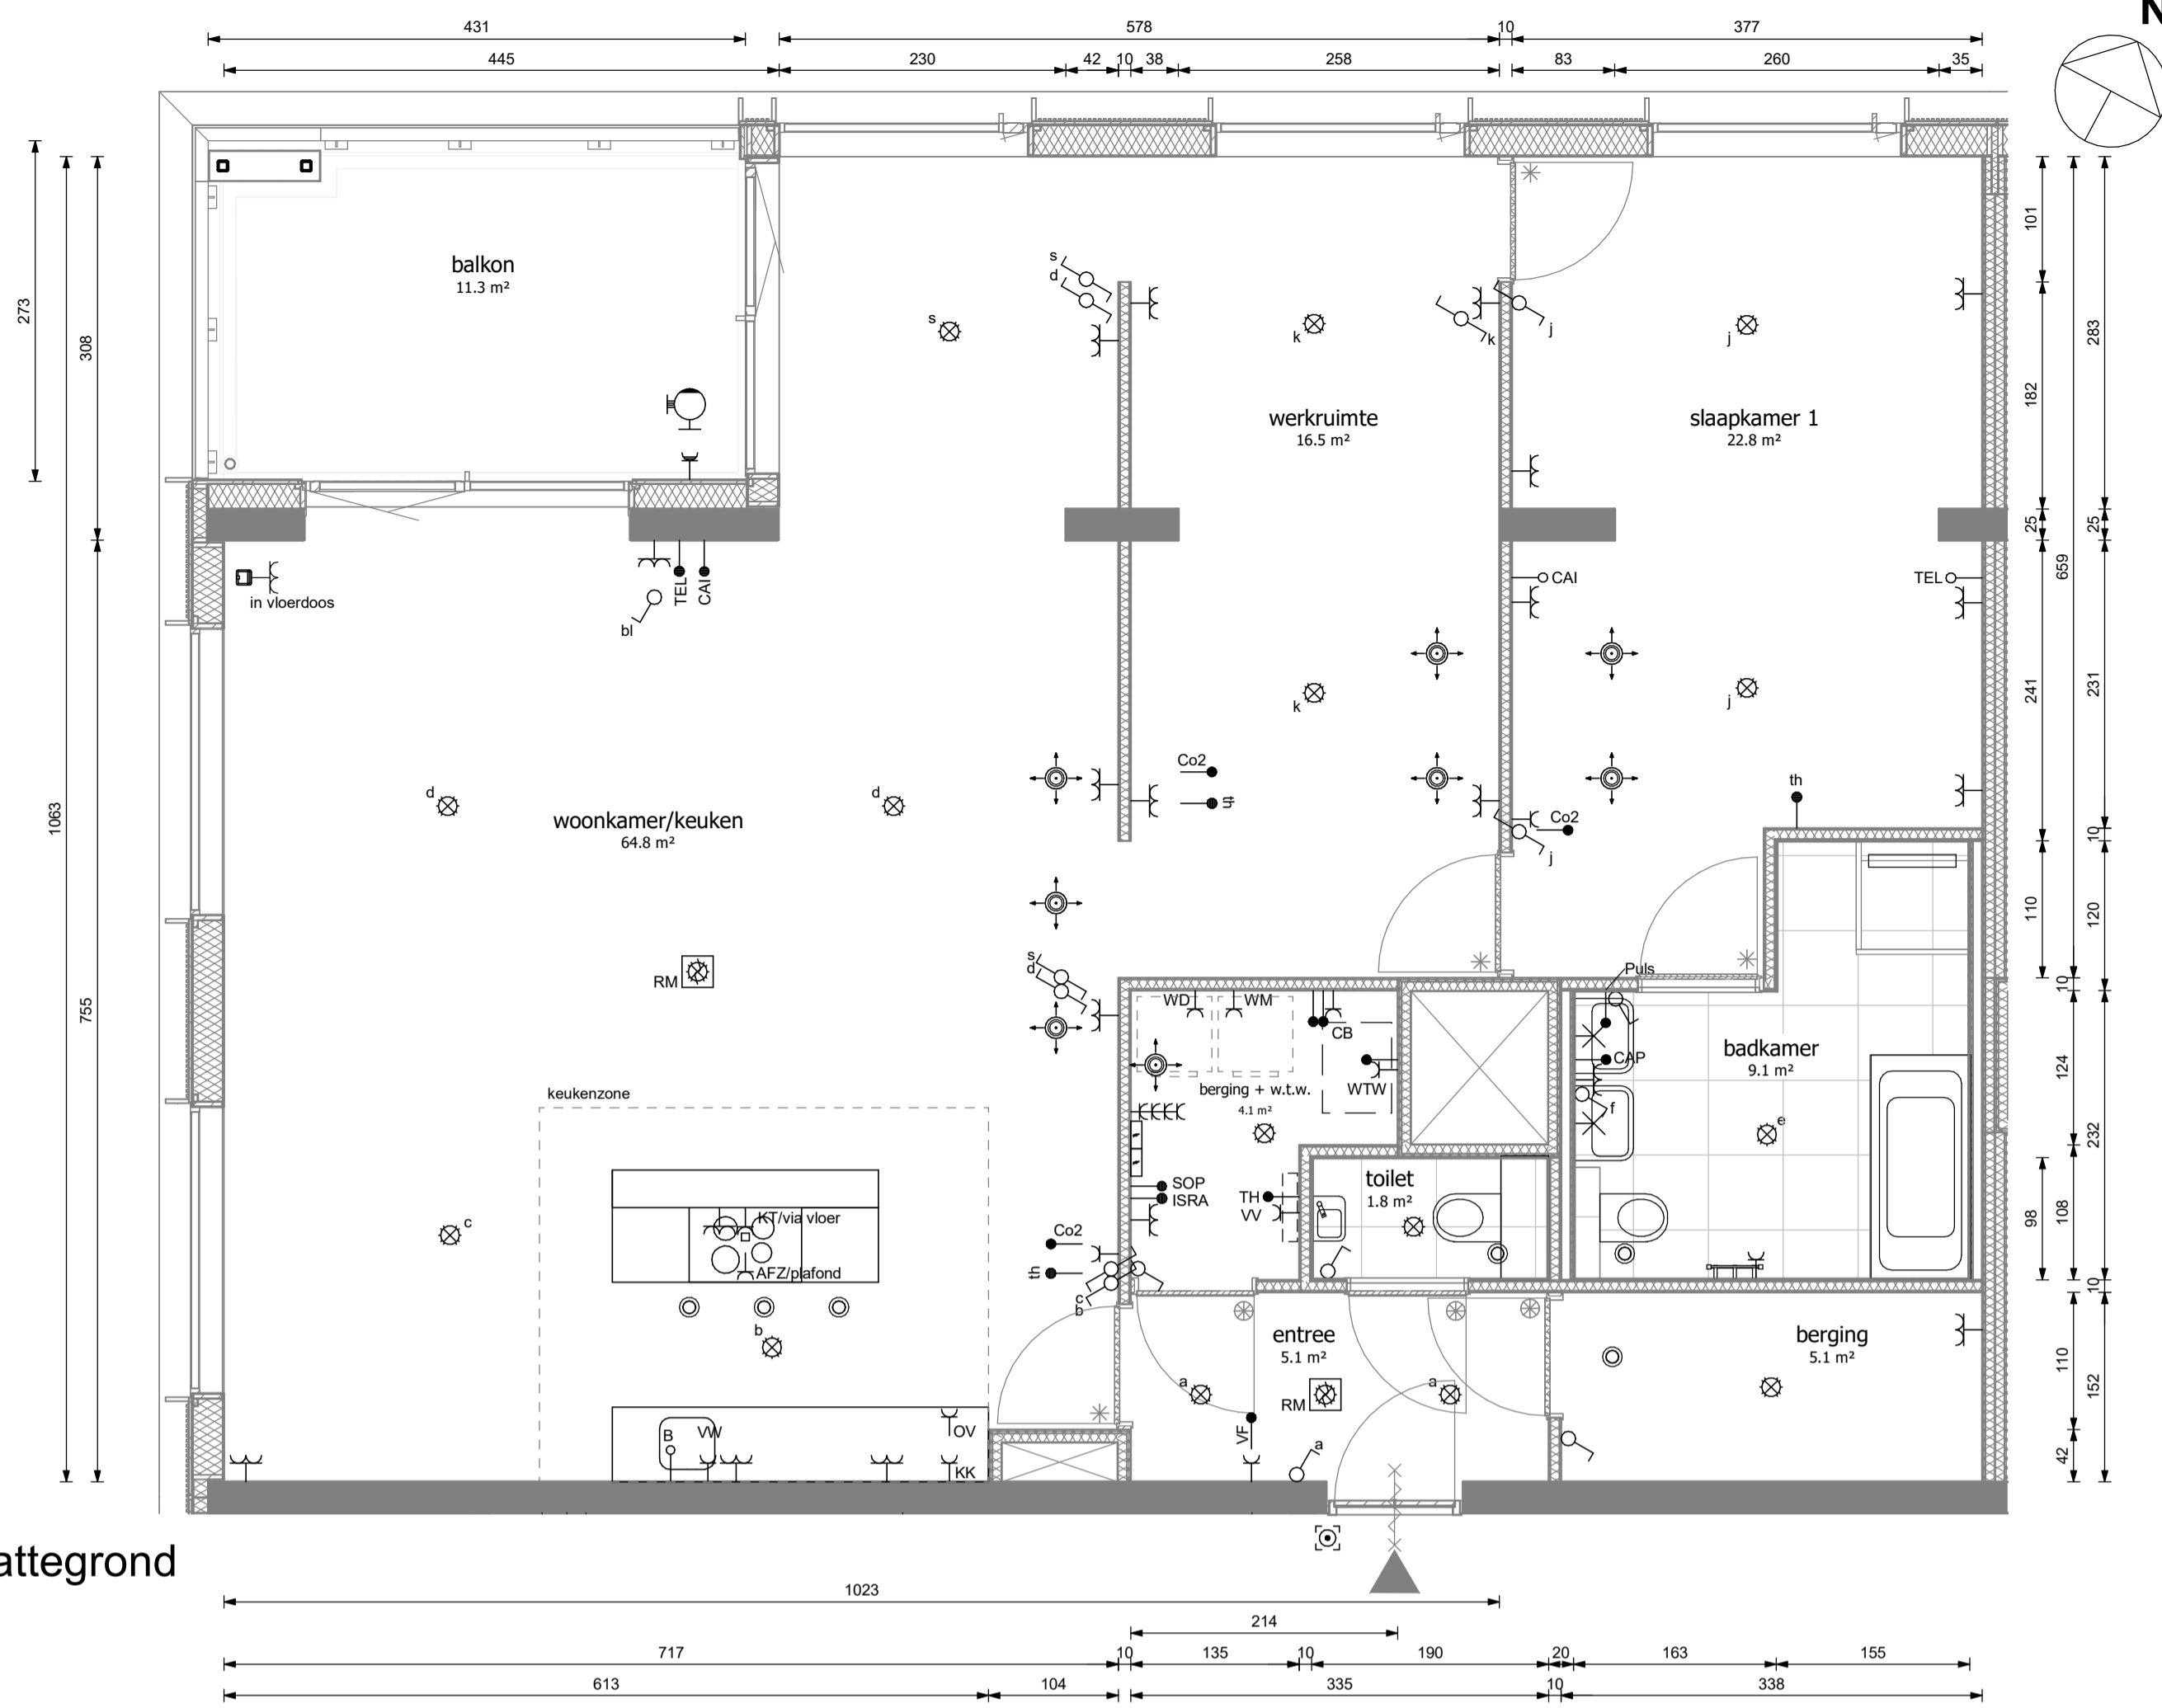 N
431
578
10
377
445
230
42
10
38
258
83
260
35
273
308
1063
755
balkon
11.3 m²
s
d
s
k
k
j
j
werkruimte
16.5 m²
slaapkamer 1
22.8 m²
101
182
25
241
110
98
659
10
124
108
110
42
283
25
231
10
120
232
10
152
in vloerdoos
bl
TEL
CAI
CAI
TEL
k
j
d
d
woonkamer/keuken
64.8 m²
Co2
th
th
Co2
j
s
d
RM
Puls
WD
WM
CB
CAP
badkamer
9.1 m²
WTW
berging + w.t.w.
4.1 m²
f
e
keukenzone
SOP
ISRA
TH
VV
toilet
1.8 m²
c
KT/via vloer
AFZ/plafond
Co2
th
c
b
b
entree
5.1 m²
berging
5.1 m²
a
RM
a
VF
a
B
VW
OV
KK
attegrond
1023
214
717
10
135
10
190
20
163
155
613
104
335
10
338